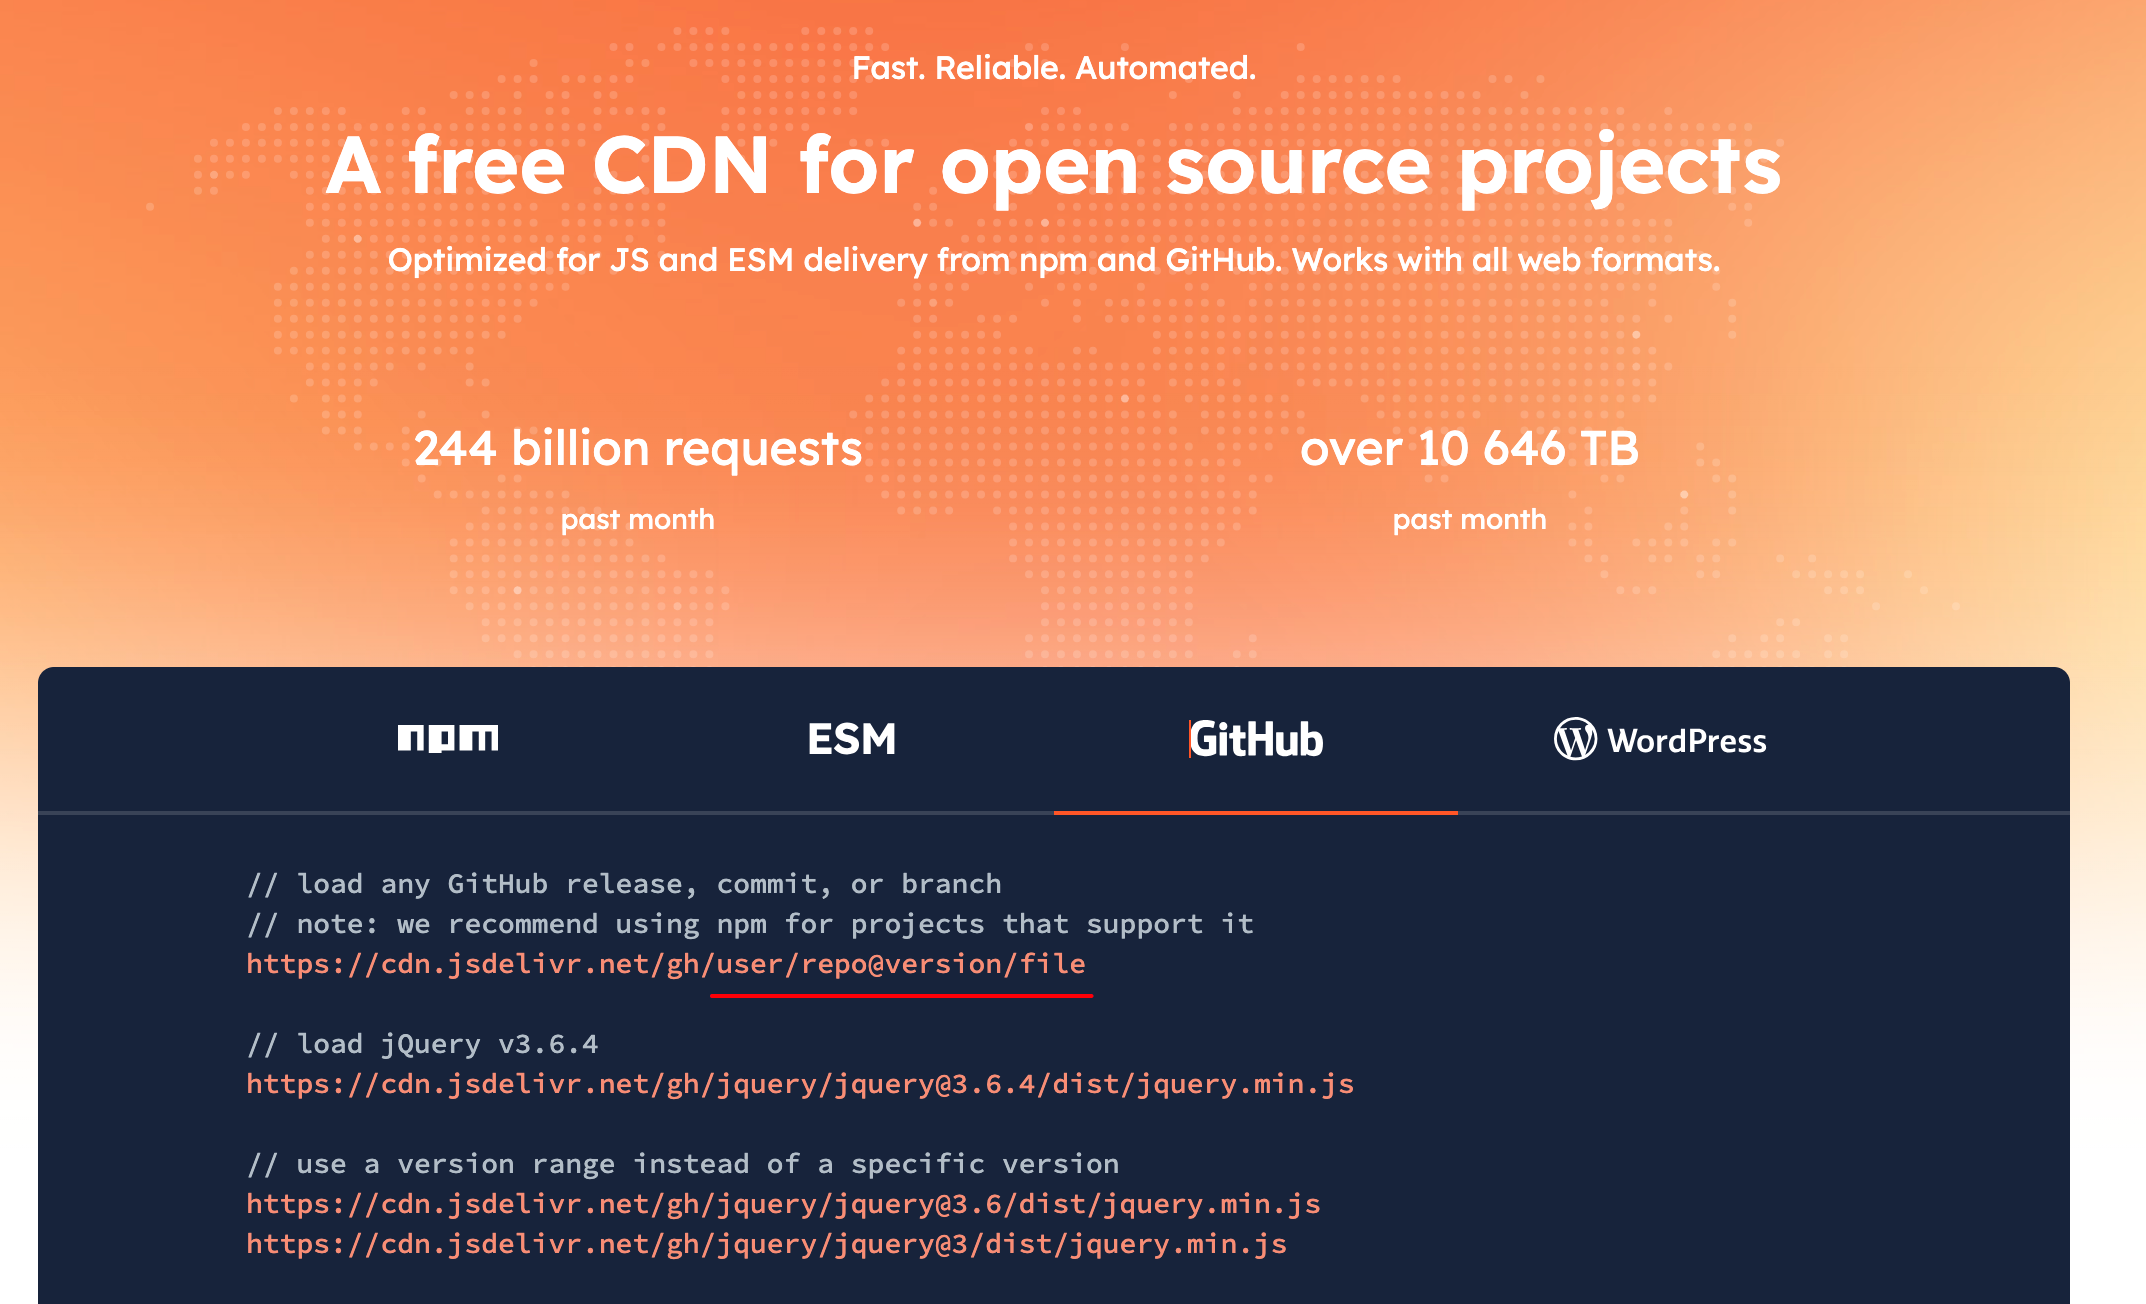 Fast. Reliable. Automated.
A free CDN for open source projects
Optimized for JS and ESM delivery from npm and GitHub. Works with all web formats.
244 billion requests
past month
over 10 646 TB
past month
npm
ESM
GitHub
WordPress
// load any GitHub release, commit, or branch
// note: we recommend using npm for projects that support it
https://cdn.jsdelivr.net/gh/user/repo@version/file
// load jQuery v3.6.4
https://cdn.jsdelivr.net/gh/jquery/jquery@3.6.4/dist/jquery.min.js
// use a version range instead of a specific version
https://cdn.jsdelivr.net/gh/jquery/jquery@3.6/dist/jquery.min.js
https://cdn.jsdelivr.net/gh/jquery/jquery@3/dist/jquery.min.js